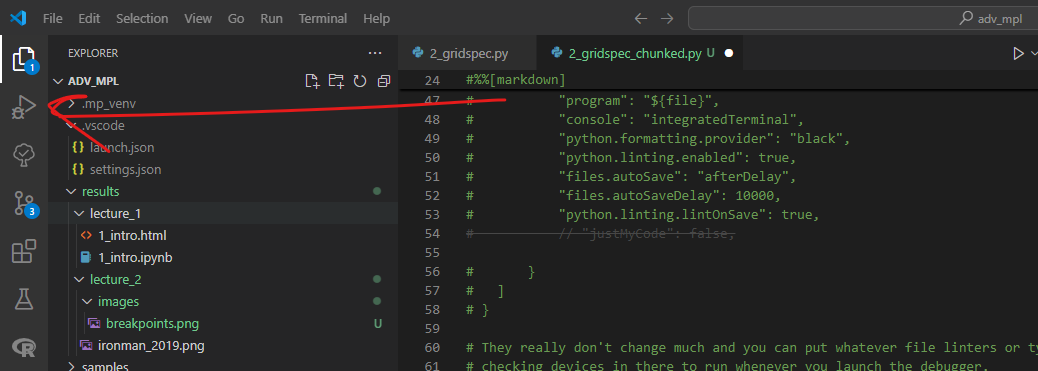 File Edit Selection View Go Run Terminal Help
adv_mpl
EXPLORER
2_gridspec.py
2_gridspec_chunked.py U
ADV_MPL
.mp_venv
.vscode
launch.json
settings.json
results
lecture_1
1_intro.html
1_intro.ipynb
lecture_2
images
breakpoints.png U
ironman_2019.png
samples
1
3
24 #%%[markdown]
47 # "program": "${file}",
48 # "console": "integratedTerminal",
49 # "python.formatting.provider": "black",
50 # "python.linting.enabled": true,
51 # "files.autoSave": "afterDelay",
52 # "files.autoSaveDelay": 10000,
53 # "python.linting.lintOnSave": true,
54 # // "justMyCode": false,
55
56 # }
57 # ]
58 # }
59
60 # They really don't change much and you can put whatever file linters or ty
61 # checking devices in there to run whenever you launch the debugger.